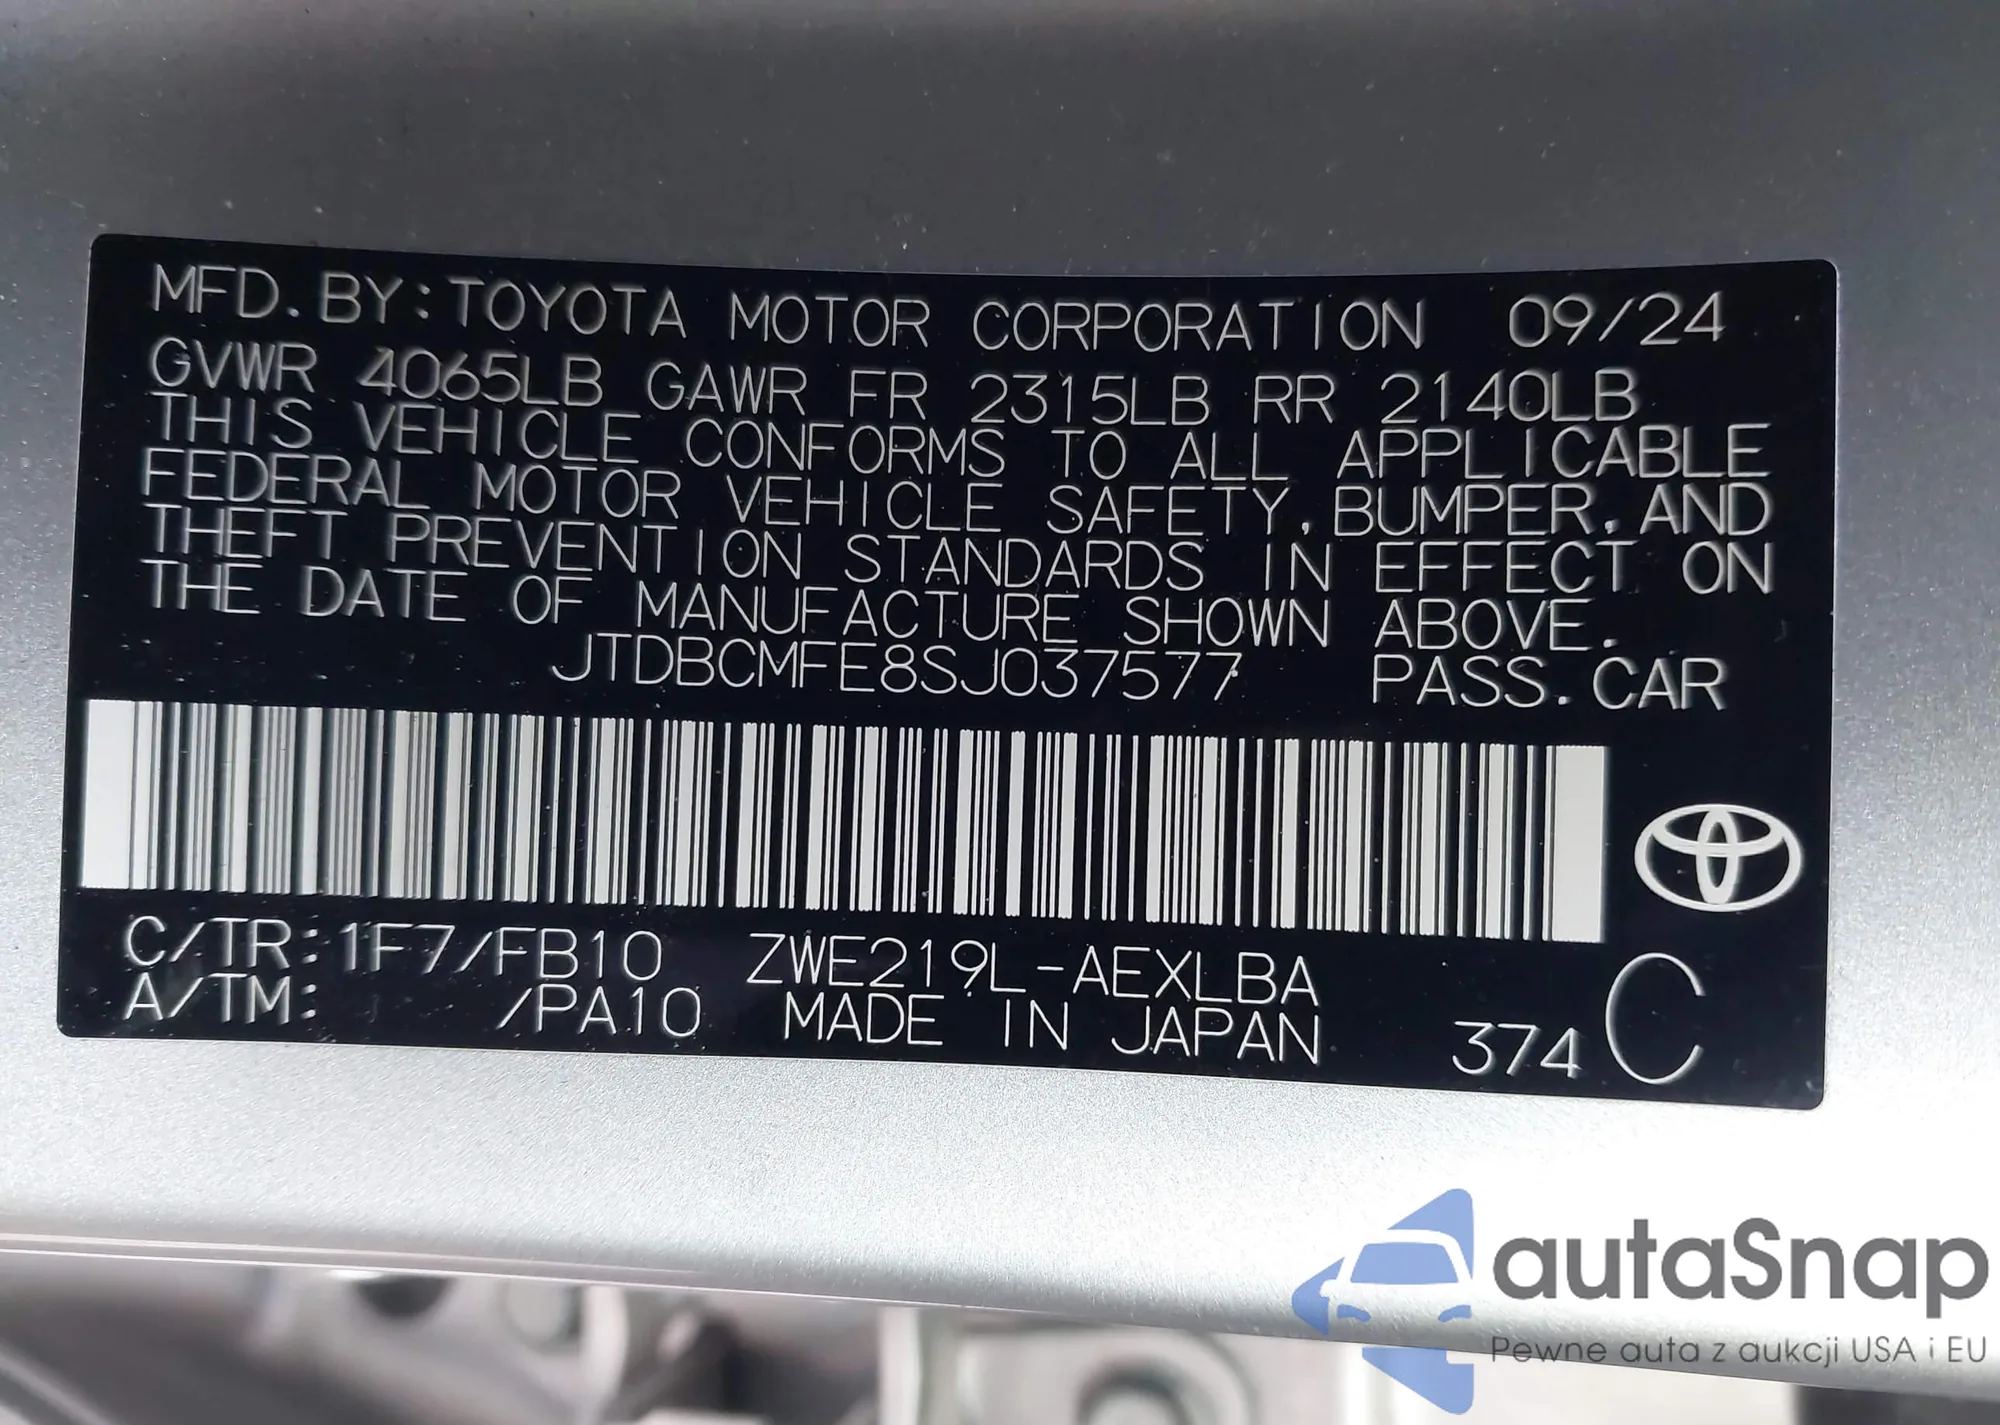 MFD. BY: TOYOTA MOTOR CORPORATION 09/24
GVWR 4065LB GAWR FR 2315LB RR 2140LB
THIS VEHICLE CONFORMS TO ALL APPLICABLE
FEDERAL MOTOR VEHICLE SAFETY, BUMPER, AND
THEFT PREVENTION STANDARDS IN EFFECT ON
THE DATE OF MANUFACTURE SHOWN ABOVE.
JTDBCMFE8SJ037577 PASS. CAR
C/TR: 1F7/FB10 ZWE219L-AEXLBA
A/TM: /PA10 MADE IN JAPAN 374 C
autaSnap
Pewne auta z aukcji USA i EU